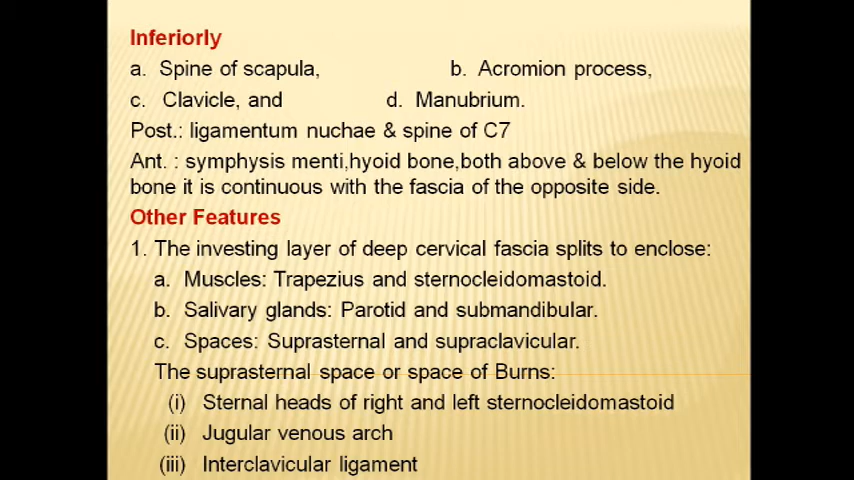 Inferiorly
a. Spine of scapula, b. Acromion process,
c. Clavicle, and d. Manubrium.
Post.: ligamentum nuchae & spine of C7
Ant. : symphysis menti,hyoid bone,both above & below the hyoid
bone it is continuous with the fascia of the opposite side.
Other Features
1. The investing layer of deep cervical fascia splits to enclose:
a. Muscles: Trapezius and sternocleidomastoid.
b. Salivary glands: Parotid and submandibular.
c. Spaces: Suprasternal and supraclavicular.
The suprasternal space or space of Burns:
(i) Sternal heads of right and left sternocleidomastoid
(ii) Jugular venous arch
(iii) Interclavicular ligament